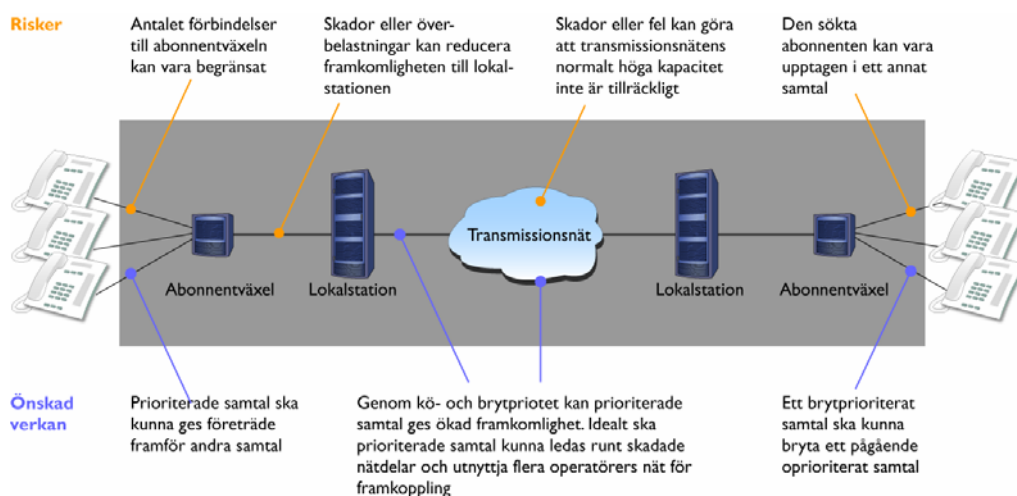 Risker
Antalet förbindelser
till abonnentväxeln
kan vara begränsat
Skador eller över-
belastningar kan reducera
framkomligheten till lokal-
stationen
Skador eller fel kan göra
att transmissionsnätens
normalt höga kapacitet
inte är tillräckligt
Den sökta
abonnenten kan vara
upptagen i ett annat
samtal
Abonnentväxel
Lokalstation
Transmissionsnät
Lokalstation
Abonnentväxel
Önskad
verkan
Prioriterade samtal ska
kunna ges företräde
framför andra samtal
Genom kö- och brytpriotet kan prioriterade
samtal ges ökad framkomlighet. Idealt ska
prioriterade samtal kunna ledas runt skadade
nätdelar och utnyttja flera operatörers nät för
framkoppling
Ett brytprioriterat
samtal ska kunna
bryta ett pågående
oprioriterat samtal